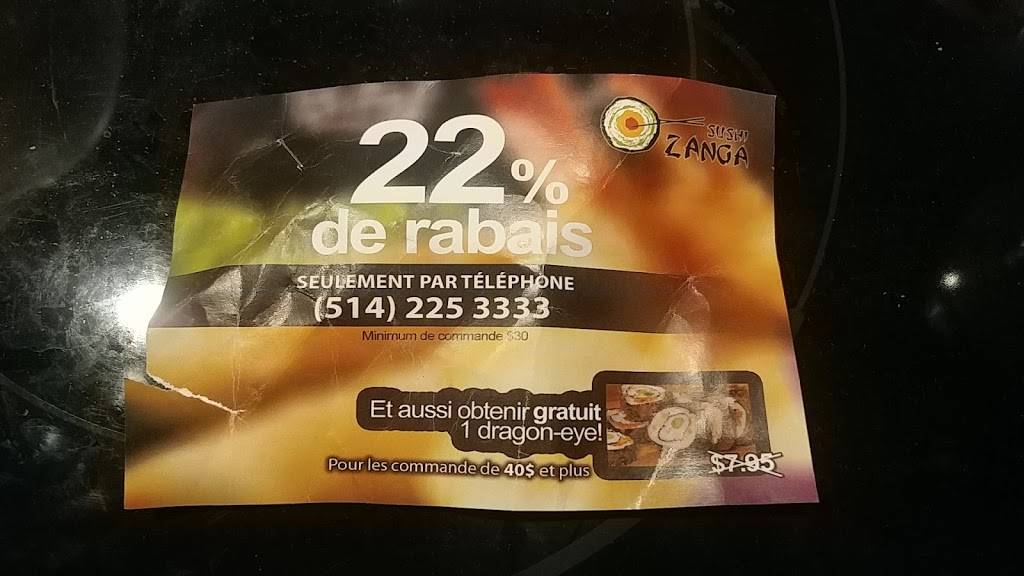 22%
de rabais
SUSHI
ZANGA
SEULEMENT PAR TÉLÉPHONE
(514) 225 3333
Minimum de commande $30
Et aussi obtenir gratuit
1 dragon-eye!
Pour les commande de 40$ et plus
$7.95